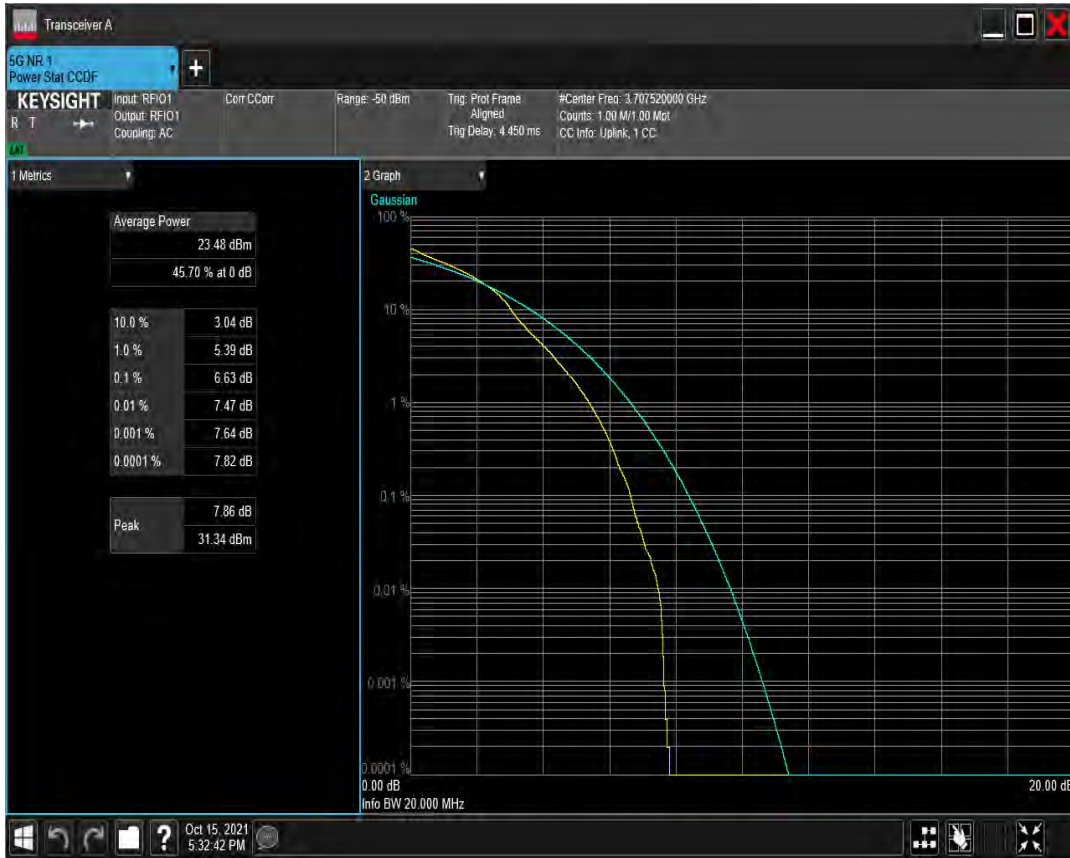 Transceiver A
5G NR 1
Power Stat CCDF
+
KEYSIGHT
R T
Input: RFIO1
Output: RFIO1
Coupling: AC
Corr CCorr
Range: -50 dBm
Trig: Prot Frame
Aligned
Trig Delay: 4.450 ms
#Center Freq: 3.707520000 GHz
Counts: 1.00 M/1.00 Mpt
CC Info: Uplink, 1 CC
1 Metrics
Average Power
23.48 dBm
45.70 % at 0 dB
10.0 % 3.04 dB
1.0 % 5.39 dB
0.1 % 6.63 dB
0.01 % 7.47 dB
0.001 % 7.64 dB
0.0001 % 7.82 dB
Peak 7.86 dB
31.34 dBm
2 Graph
Gaussian
100 %
10 %
1 %
0.1 %
0.01 %
0.001 %
0.0001 %
0.00 dB
20.00 dB
Info BW 20.000 MHz
?
Oct 15, 2021
5:32:42 PM